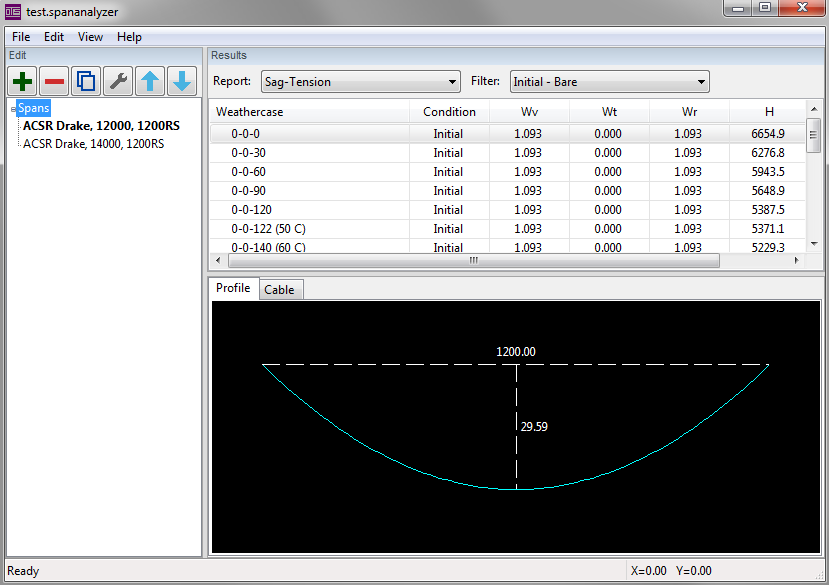 OTS
test.spananalyzer
File Edit View Help
Edit
Spans
ACSR Drake, 12000, 1200RS
ACSR Drake, 14000, 1200RS
Results
Report: Sag-Tension Filter: Initial - Bare
Weathercase Condition Wv Wt Wr H
0-0-0 Initial 1.093 0.000 1.093 6654.9
0-0-30 Initial 1.093 0.000 1.093 6276.8
0-0-60 Initial 1.093 0.000 1.093 5943.5
0-0-90 Initial 1.093 0.000 1.093 5648.9
0-0-120 Initial 1.093 0.000 1.093 5387.5
0-0-122 (50 C) Initial 1.093 0.000 1.093 5371.1
0-0-140 (60 C) Initial 1.093 0.000 1.093 5229.3
Profile Cable
1200.00
29.59
Ready X=0.00 Y=0.00